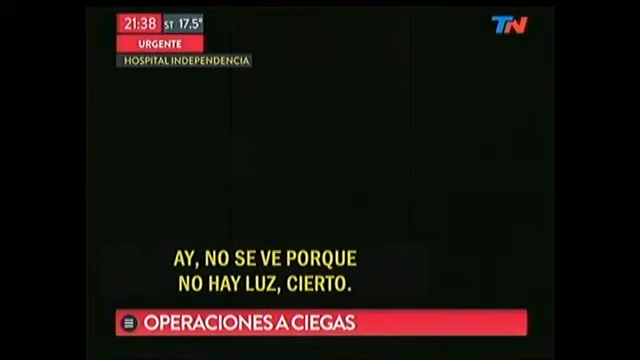 21:38 ST 17.5°
TN
URGENTE
HOSPITAL INDEPENDENCIA
AY, NO SE VE PORQUE
NO HAY LUZ, CIERTO.
OPERACIONES A CIEGAS